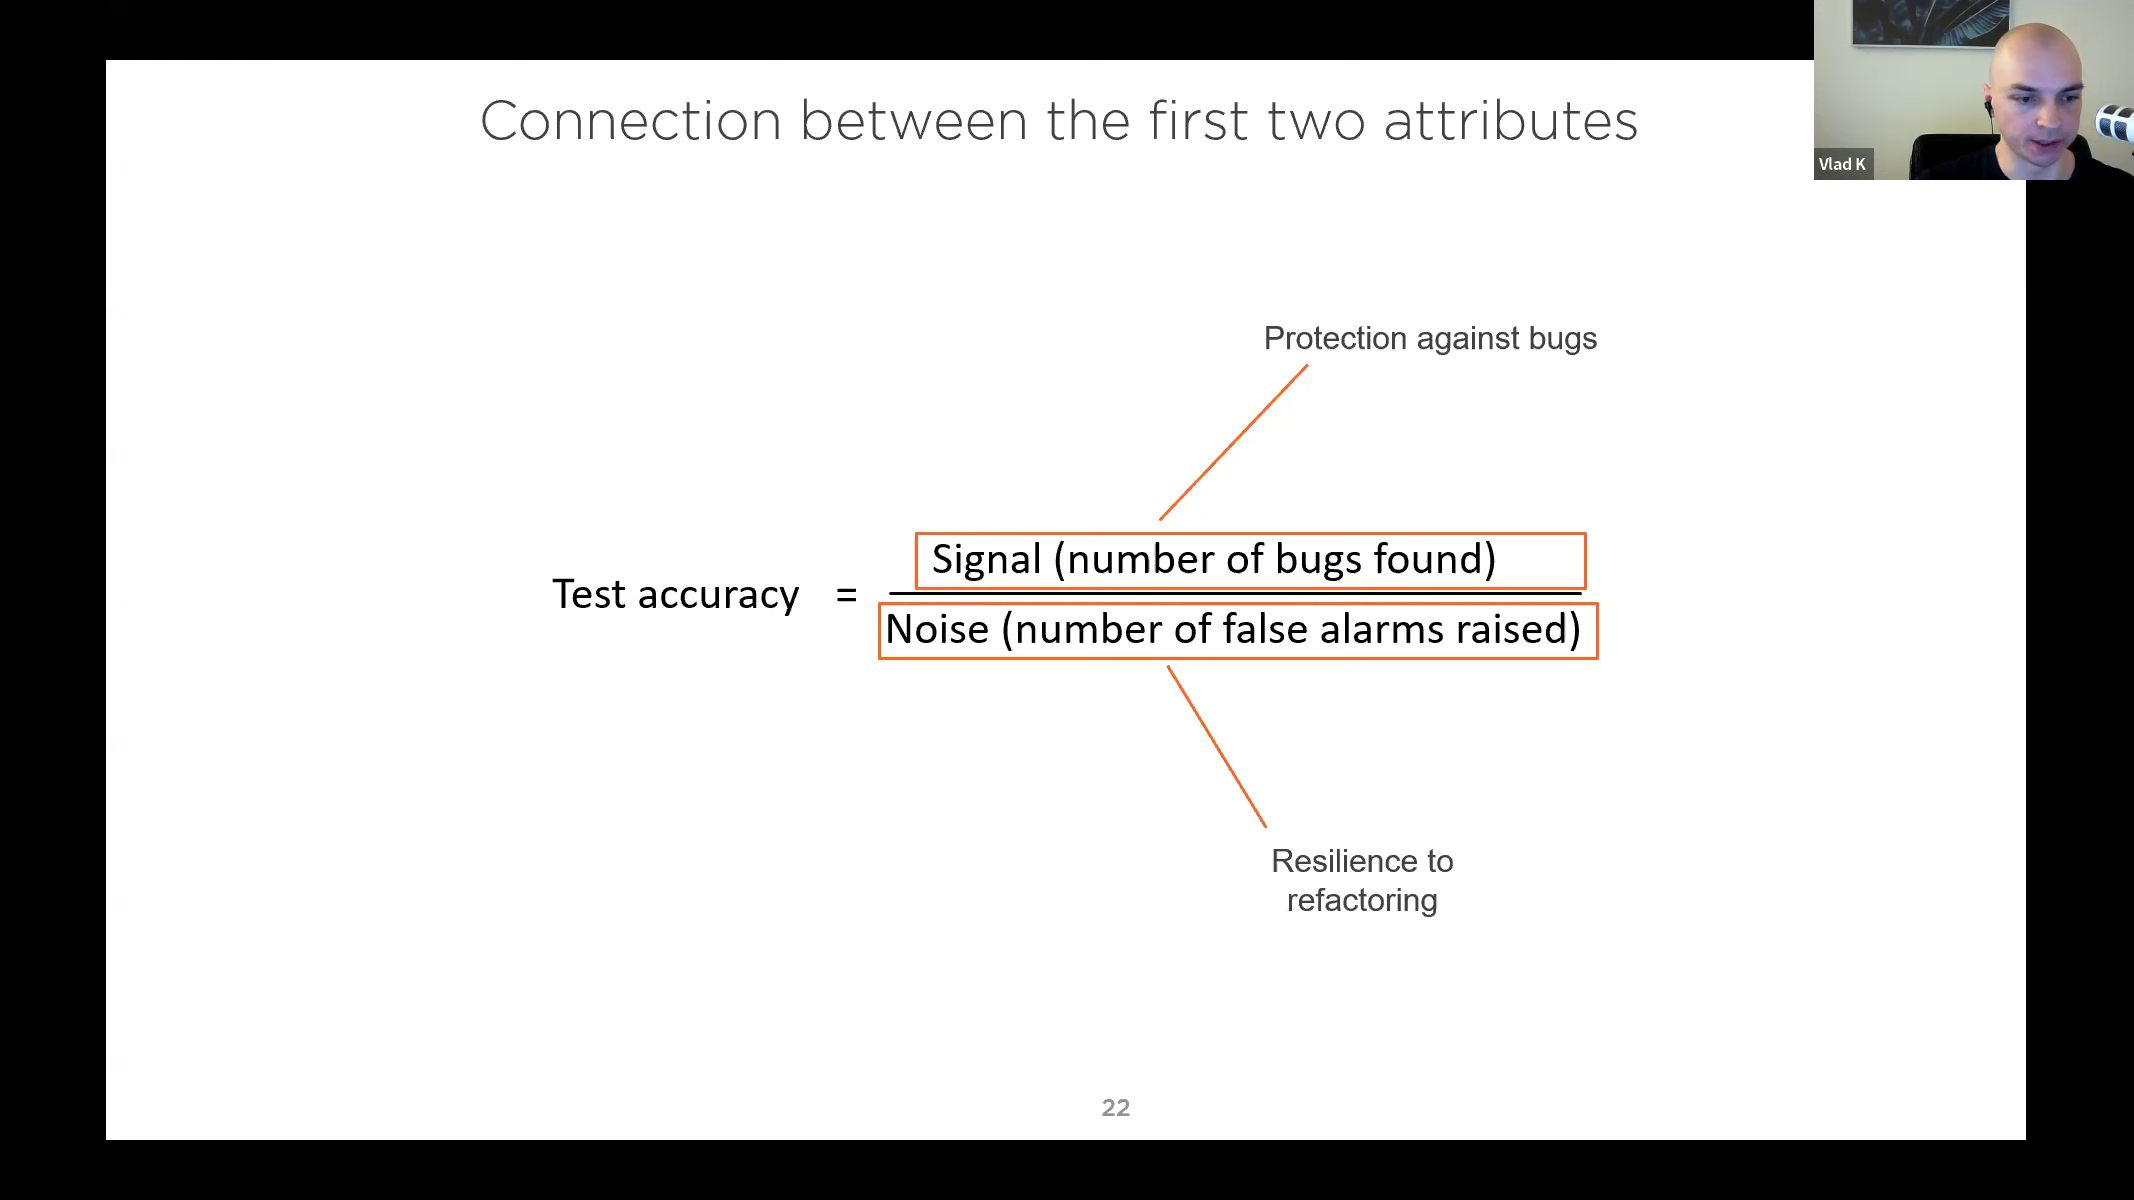 Connection between the first two attributes
Vlad K
Protection against bugs
Signal (number of bugs found)
Test accuracy =
Noise (number of false alarms raised)
Resilience to
refactoring
22